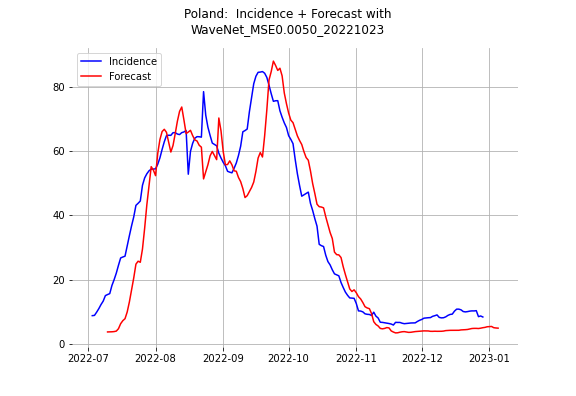 Poland:  Incidence + Forecast with
WaveNet_MSE0.0050_20221023
Incidence
Forecast
80
60
40
20
0
2022-07 2022-08 2022-09 2022-10 2022-11 2022-12 2023-01